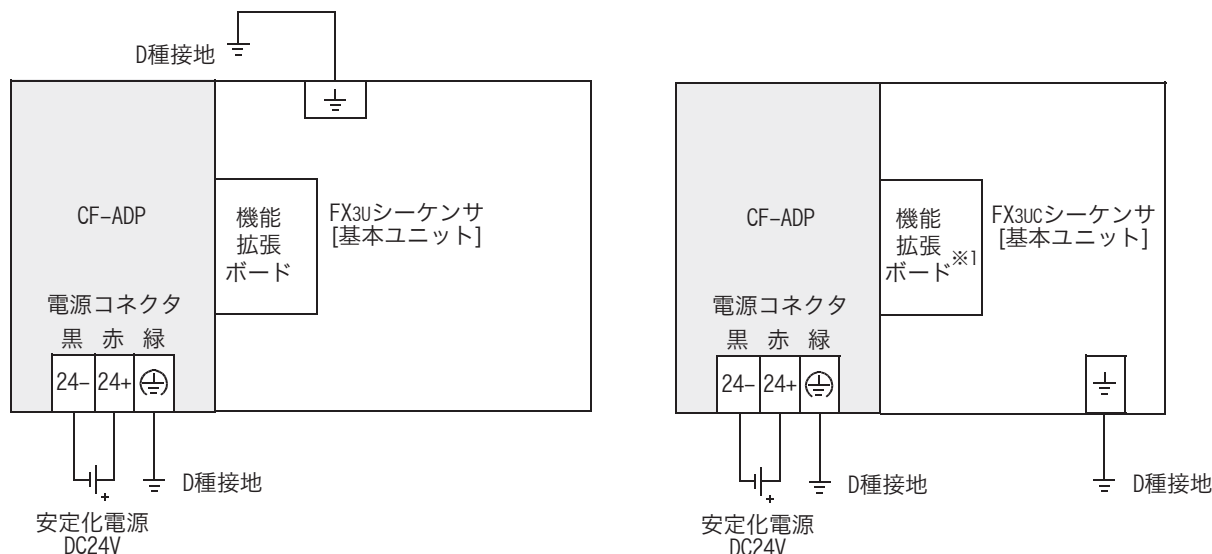 D種接地
CF-ADP
機能
拡張
ボード
FX3Uシーケンサ
[基本ユニット]
電源コネクタ
黒 赤 緑
24- 24+
D種接地
安定化電源
DC24V
CF-ADP
機能
拡張
ボード※1
FX3UCシーケンサ
[基本ユニット]
電源コネクタ
黒 赤 緑
24- 24+
D種接地
D種接地
安定化電源
DC24V